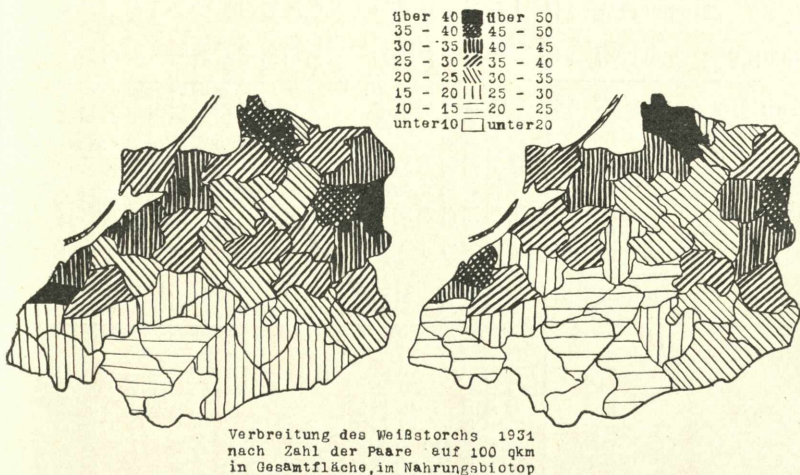 über 40 über 50
35 - 40 45 - 50
30 - 35 40 - 45
25 - 30 35 - 40
20 - 25 30 - 35
15 - 20 25 - 30
10 - 15 20 - 25
unter10 unter20
Verbreitung des Weißstorchs 1931
nach Zahl der Paare auf 100 qkm
in Gesamtfläche, im Nahrungsbiotop